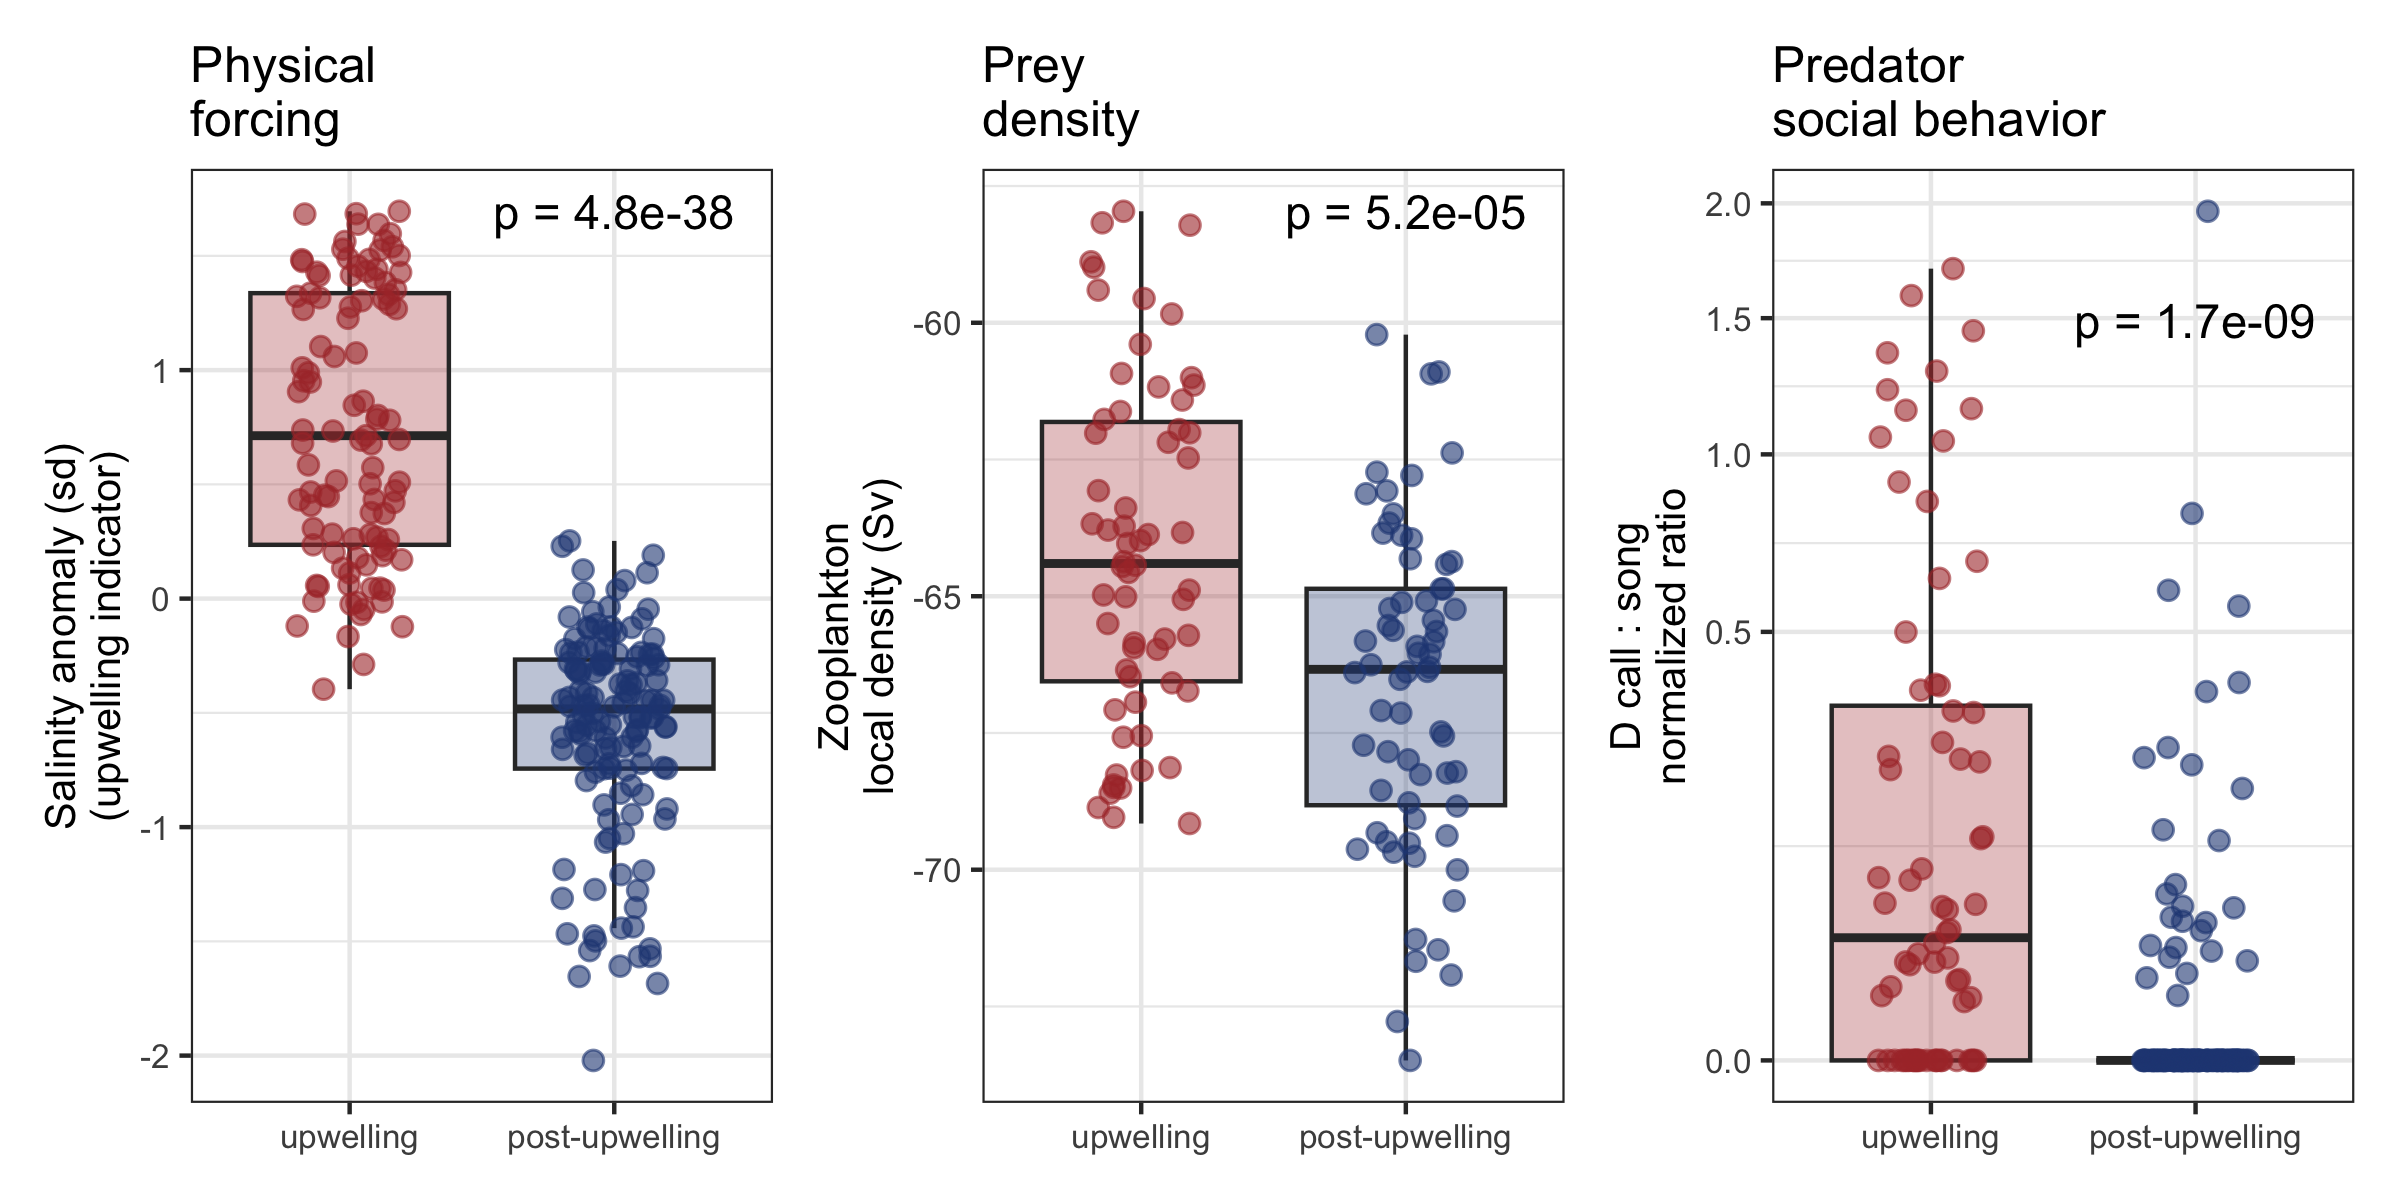 Physical
forcing
Salinity anomaly (sd)
(upwelling indicator)
p = 4.8e-38
1
0
-1
-2
upwelling
post-upwelling
Prey
density
Zooplankton
local density (Sv)
p = 5.2e-05
-60
-65
-70
upwelling
post-upwelling
Predator
social behavior
D call : song
normalized ratio
p = 1.7e-09
2.0
1.5
1.0
0.5
0.0
upwelling
post-upwelling